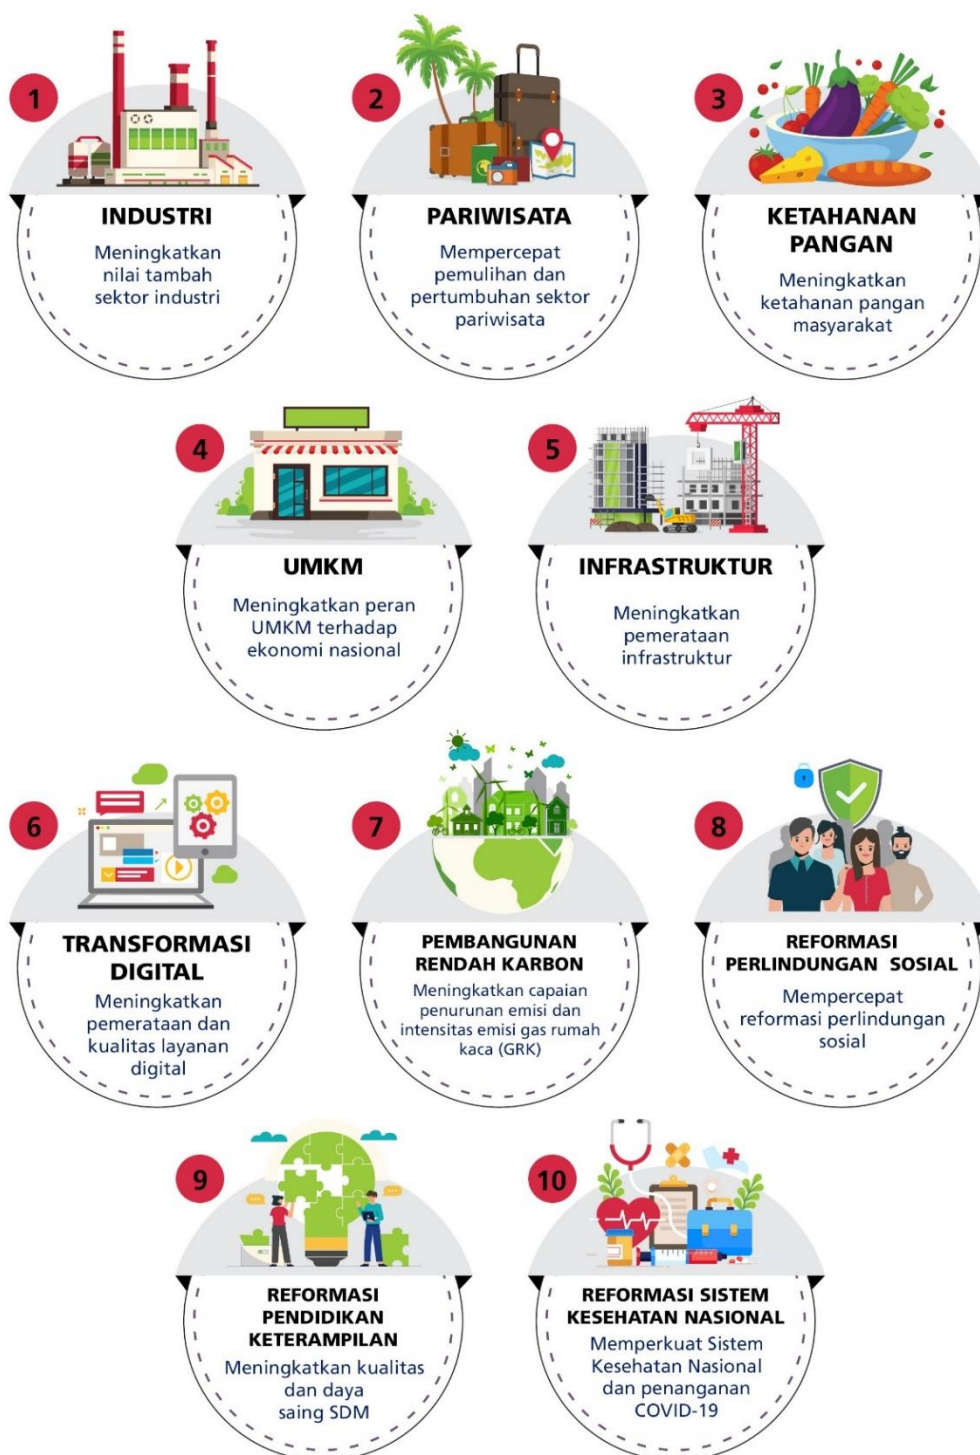 1
INDUSTRI
Meningkatkan
nilai tambah
sektor industri
2
PARIWISATA
Mempercepat
pemulihan dan
pertumbuhan sektor
pariwisata
3
KETAHANAN
PANGAN
Meningkatkan
ketahanan pangan
masyarakat
4
UMKM
Meningkatkan peran
UMKM terhadap
ekonomi nasional
5
INFRASTRUKTUR
Meningkatkan
pemerataan
infrastruktur
6
TRANSFORMASI
DIGITAL
Meningkatkan
pemerataan dan
kualitas layanan
digital
7
PEMBANGUNAN
RENDAH KARBON
Meningkatkan capaian
penurunan emisi dan
intensitas emisi gas rumah
kaca (GRK)
8
REFORMASI
PERLINDUNGAN SOSIAL
Mempercepat
reformasi perlindungan
sosial
9
REFORMASI
PENDIDIKAN
KETERAMPILAN
Meningkatkan kualitas
dan daya
saing SDM
10
REFORMASI SISTEM
KESEHATAN NASIONAL
Memperkuat Sistem
Kesehatan Nasional
dan penanganan
COVID-19